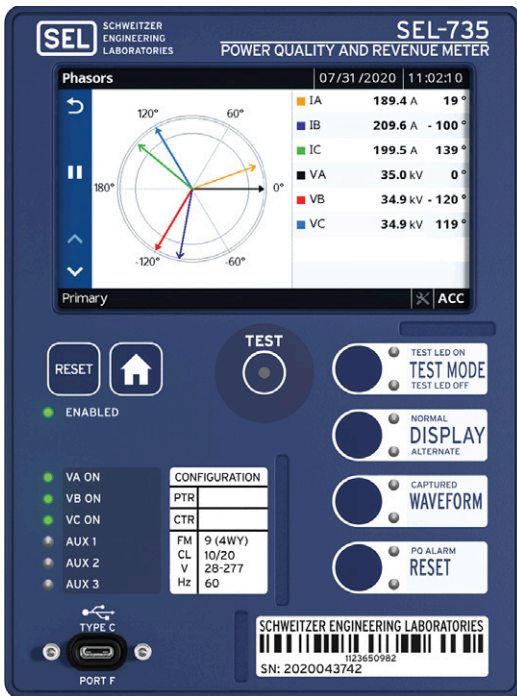 SEL SCHWEITZER ENGINEERING LABORATORIES
SEL-735
POWER QUALITY AND REVENUE METER
Phasors 07/31/2020 11:02:10
120° 60°
180° 0°
-120° -60°
IA 189.4 A 19 °
IB 209.6 A - 100 °
IC 199.5 A 139 °
VA 35.0 kV 0 °
VB 34.9 kV - 120 °
VC 34.9 kV 119 °
Primary ACC
RESET
TEST
ENABLED
TEST LED ON
TEST MODE
TEST LED OFF
NORMAL
DISPLAY
ALTERNATE
CAPTURED
WAVEFORM
PQ ALARM
RESET
VA ON
VB ON
VC ON
AUX 1
AUX 2
AUX 3
CONFIGURATION
PTR
CTR
FM 9 (4WY)
CL 10/20
V 28-277
Hz 60
TYPE C
PORT F
SCHWEITZER ENGINEERING LABORATORIES
1123650982
SN: 2020043742